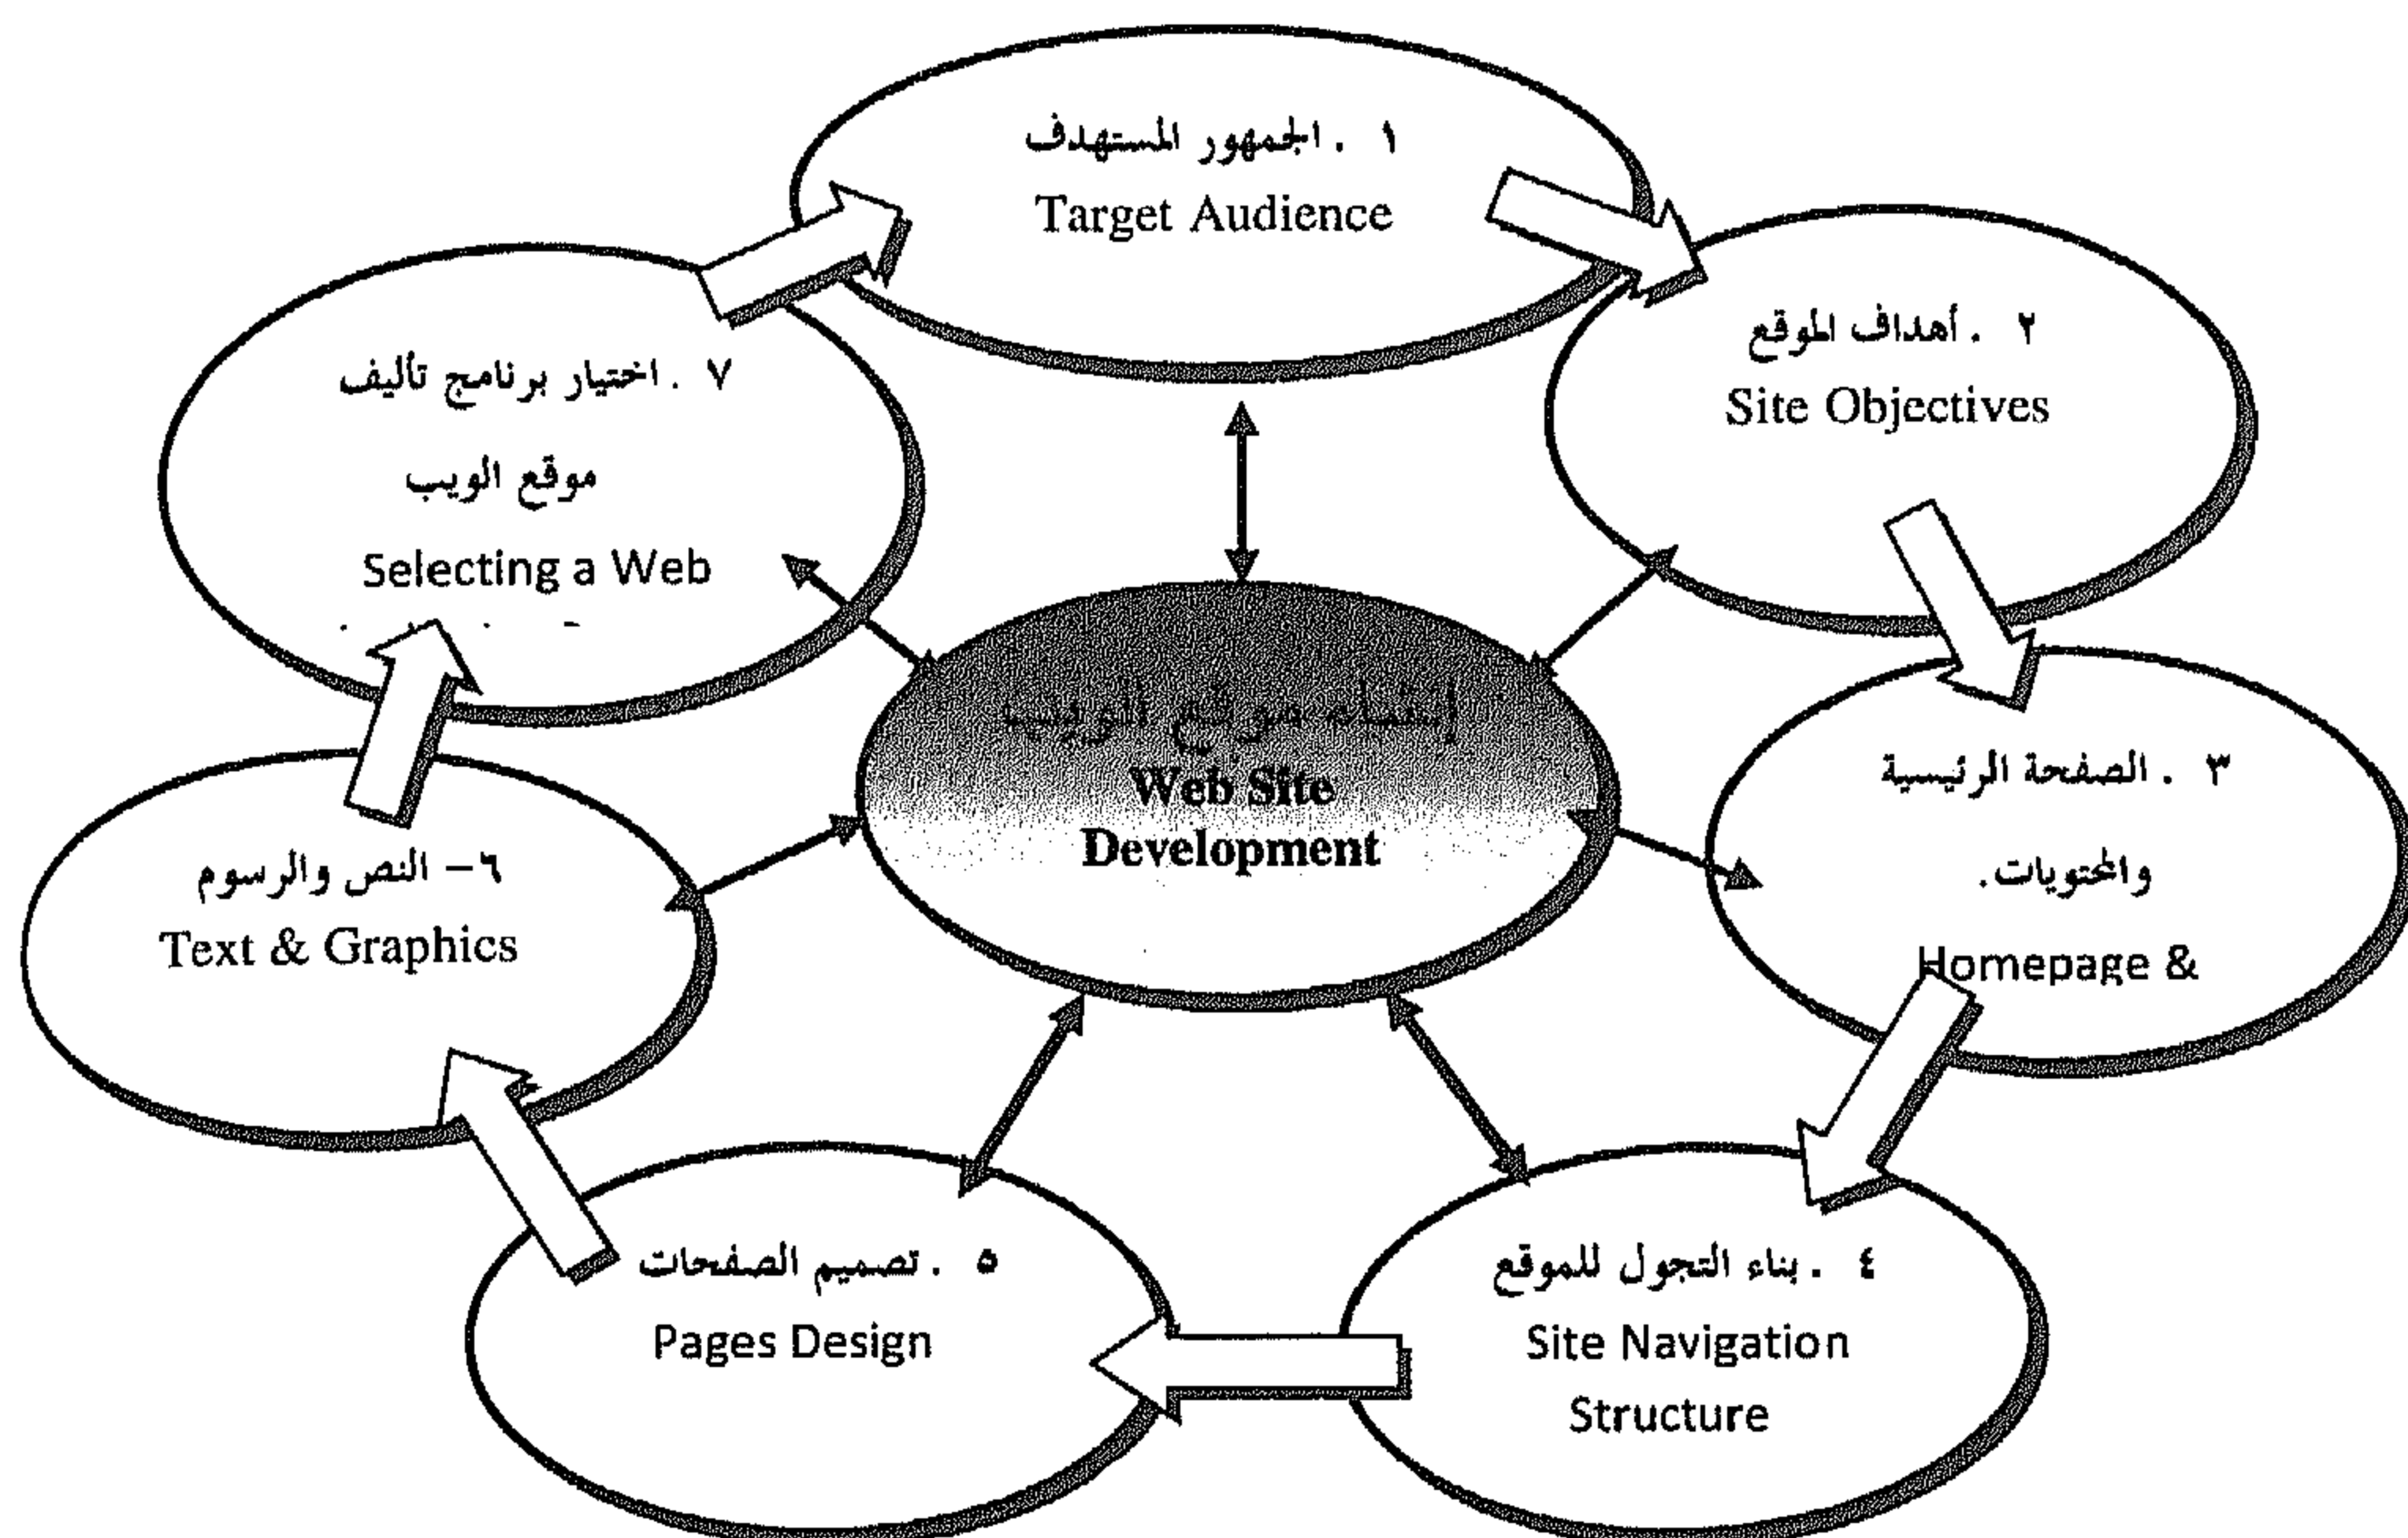 ١ . الجمهور المستهدف
Target Audience
٢ . أهداف الموقع
Site Objectives
٣ . الصفحة الرئيسية
والمحتويات.
Homepage &
٤ . بناء التجول للموقع
Site Navigation
Structure
٥ . تصميم الصفحات
Pages Design
٦- النص والرسوم
Text & Graphics
٧ . اختيار برنامج تأليف
موقع الويب
Selecting a Web
إنشاء موقع الويب
Web Site
Development